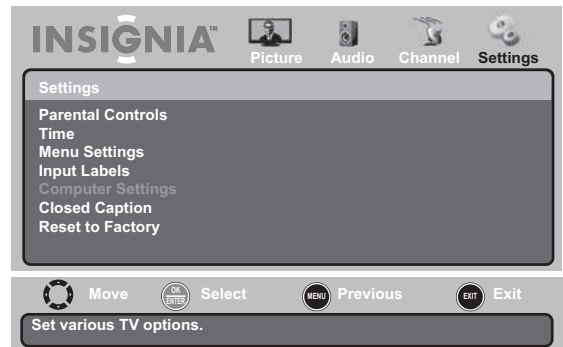 INSIGNIA™
Picture Audio Channel Settings
Settings
Parental Controls
Time
Menu Settings
Input Labels
Computer Settings
Closed Caption
Reset to Factory
Move OK ENTER Select MENU Previous EXIT Exit
Set various TV options.